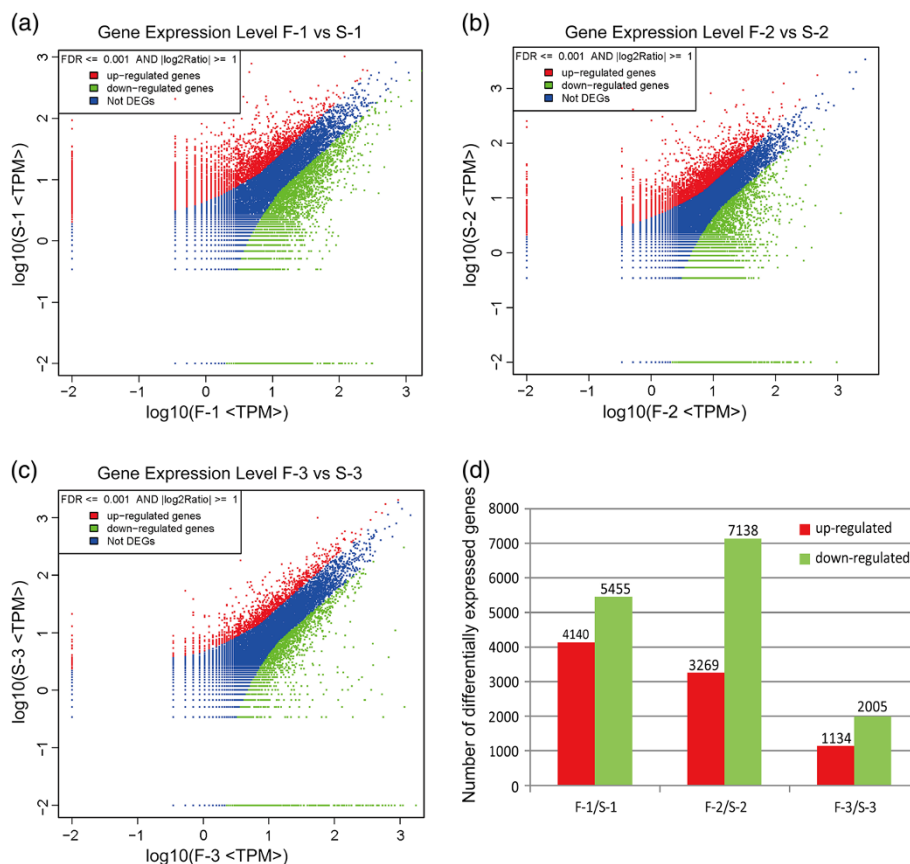 (a)
Gene Expression Level F-1 vs S-1
FDR <= 0.001 AND |log2Ratio| >= 1
up-regulated genes
down-regulated genes
Not DEGs
log10(S-1 <TPM>)
3
2
1
0
−1
−2
−2 −1 0 1 2 3
log10(F-1 <TPM>)
(b)
Gene Expression Level F-2 vs S-2
FDR <= 0.001 AND |log2Ratio| >= 1
up-regulated genes
down-regulated genes
Not DEGs
log10(S-2 <TPM>)
3
2
1
0
−1
−2
−2 −1 0 1 2 3
log10(F-2 <TPM>)
(c)
Gene Expression Level F-3 vs S-3
FDR <= 0.001 AND |log2Ratio| >= 1
up-regulated genes
down-regulated genes
Not DEGs
log10(S-3 <TPM>)
3
2
1
0
−1
−2
−2 −1 0 1 2 3
log10(F-3 <TPM>)
(d)
Number of differentially expressed genes
8000
7000
6000
5000
4000
3000
2000
1000
0
up-regulated
down-regulated
4140
5455
3269
7138
1134
2005
F-1/S-1 F-2/S-2 F-3/S-3